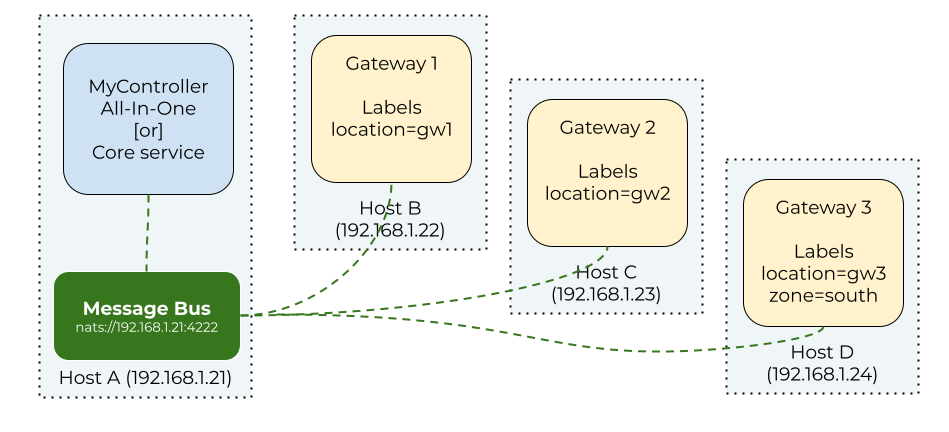 MyController
All-In-One
[or]
Core service
Message Bus
nats://192.168.1.21:4222
Host A (192.168.1.21)
Gateway 1
Labels
location=gw1
Host B
(192.168.1.22)
Gateway 2
Labels
location=gw2
Host C
(192.168.1.23)
Gateway 3
Labels
location=gw3
zone=south
Host D
(192.168.1.24)